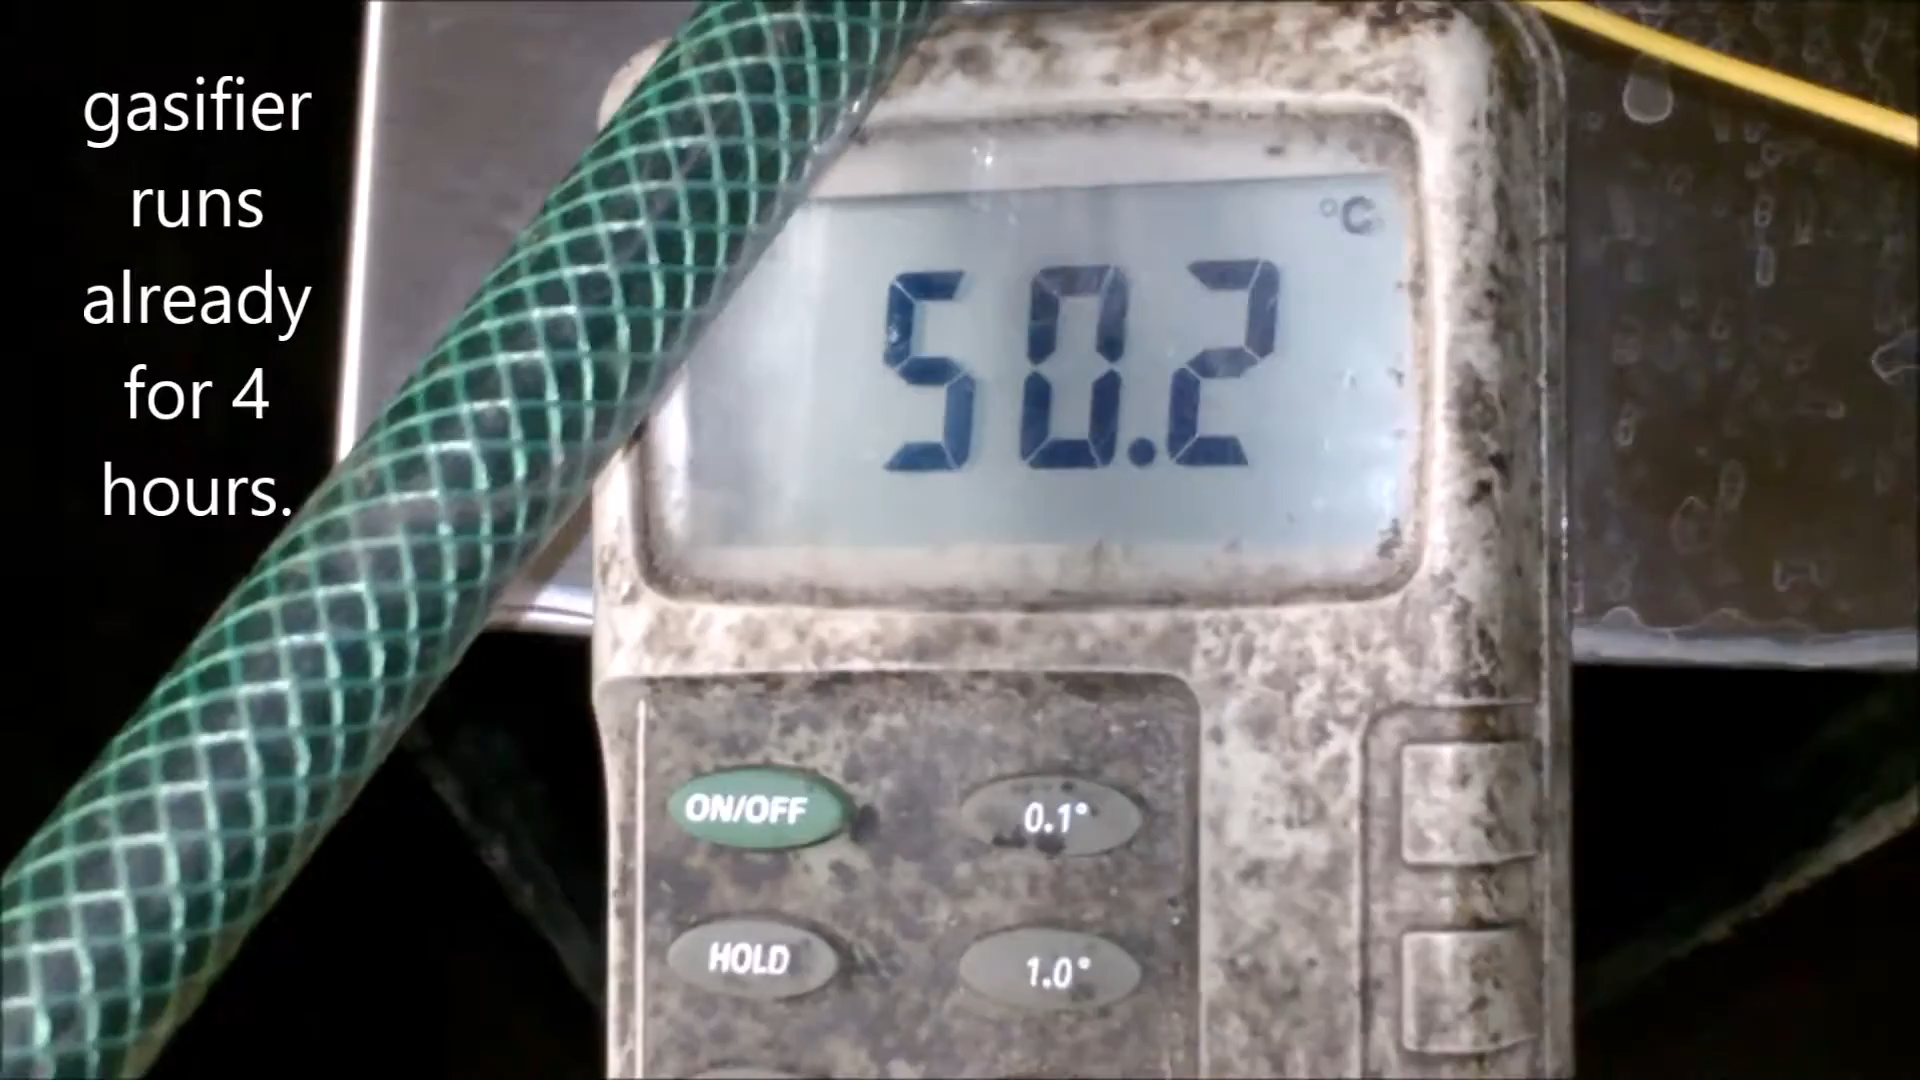 gasifier
runs
already
for 4
hours.
°C
50.2
ON/OFF
0.1°
HOLD
1.0°